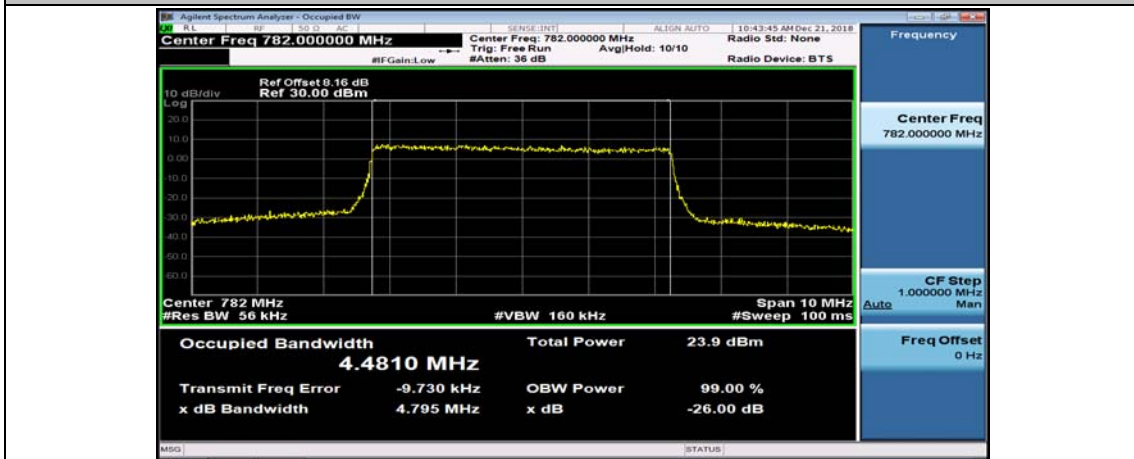 Agilent Spectrum Analyzer - Occupied BW
RL RF 50 Ω AC SENSE:INT ALIGN AUTO 10:43:45 AM Dec 21, 2018
Center Freq 782.000000 MHz
Center Freq: 782.000000 MHz
Radio Std: None
Trig: Free Run Avg|Hold: 10/10
#IFGain:Low #Atten: 36 dB
Radio Device: BTS
Frequency
Ref Offset 8.16 dB
10 dB/div Ref 30.00 dBm
Log
20.0
10.0
0.00
-10.0
-20.0
-30.0
-40.0
-50.0
-60.0
Center 782 MHz Span 10 MHz
#Res BW 56 kHz #VBW 160 kHz #Sweep 100 ms
Center Freq
782.000000 MHz
CF Step
1.000000 MHz
Auto Man
Freq Offset
0 Hz
Occupied Bandwidth Total Power 23.9 dBm
4.4810 MHz
Transmit Freq Error -9.730 kHz OBW Power 99.00 %
x dB Bandwidth 4.795 MHz x dB -26.00 dB
MSG STATUS